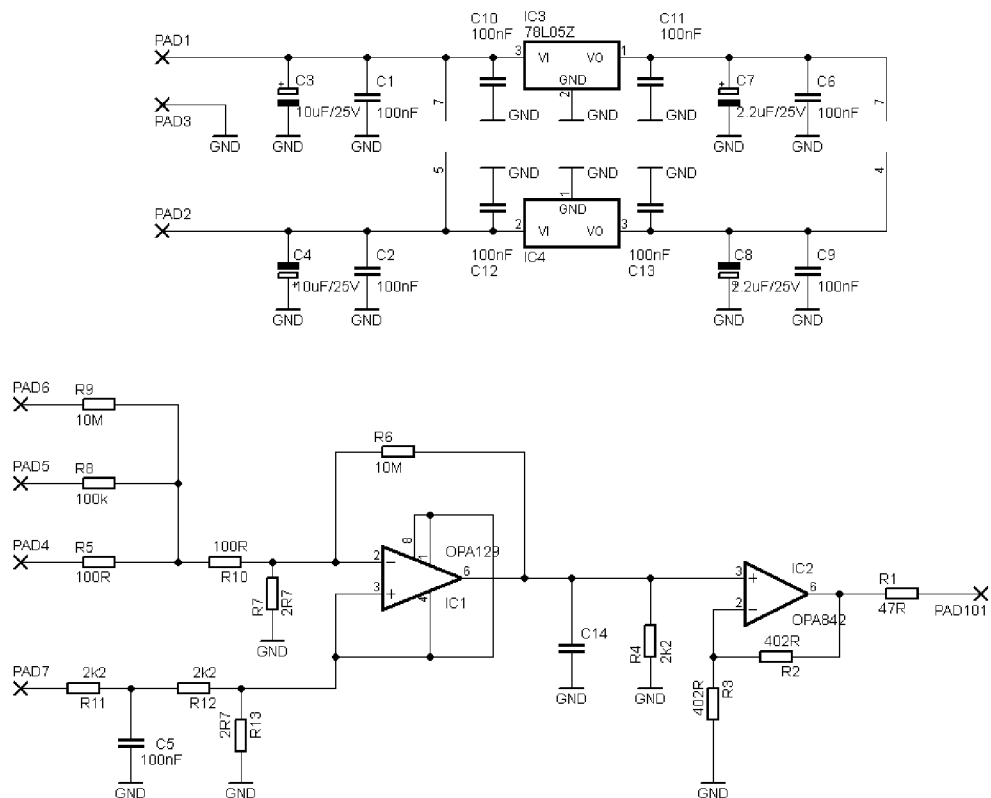 PAD1
PAD3
GND
C3
10uF/25V
GND
C1
100nF
GND
7
C10
100nF
GND
IC3
78L05Z
3
VI
VO
1
GND
2
GND
C11
100nF
GND
C7
2.2uF/25V
GND
C6
100nF
GND
7
PAD2
C4
10uF/25V
GND
C2
100nF
GND
5
GND
100nF
C12
GND
1
GND
2
VI
VO
3
IC4
GND
100nF
C13
C8
2.2uF/25V
GND
C9
100nF
GND
4
PAD6
R9
10M
PAD5
R8
100k
PAD4
R5
100R
100R
R10
R7
2R7
GND
R6
10M
8
1
OPA129
2
3
6
4
IC1
C14
GND
R4
2k2
GND
3
2
IC2
6
OPA842
R1
47R
PAD101
402R
R2
402R
R3
GND
PAD7
2k2
R11
2k2
R12
C5
100nF
GND
2R7
R13
GND